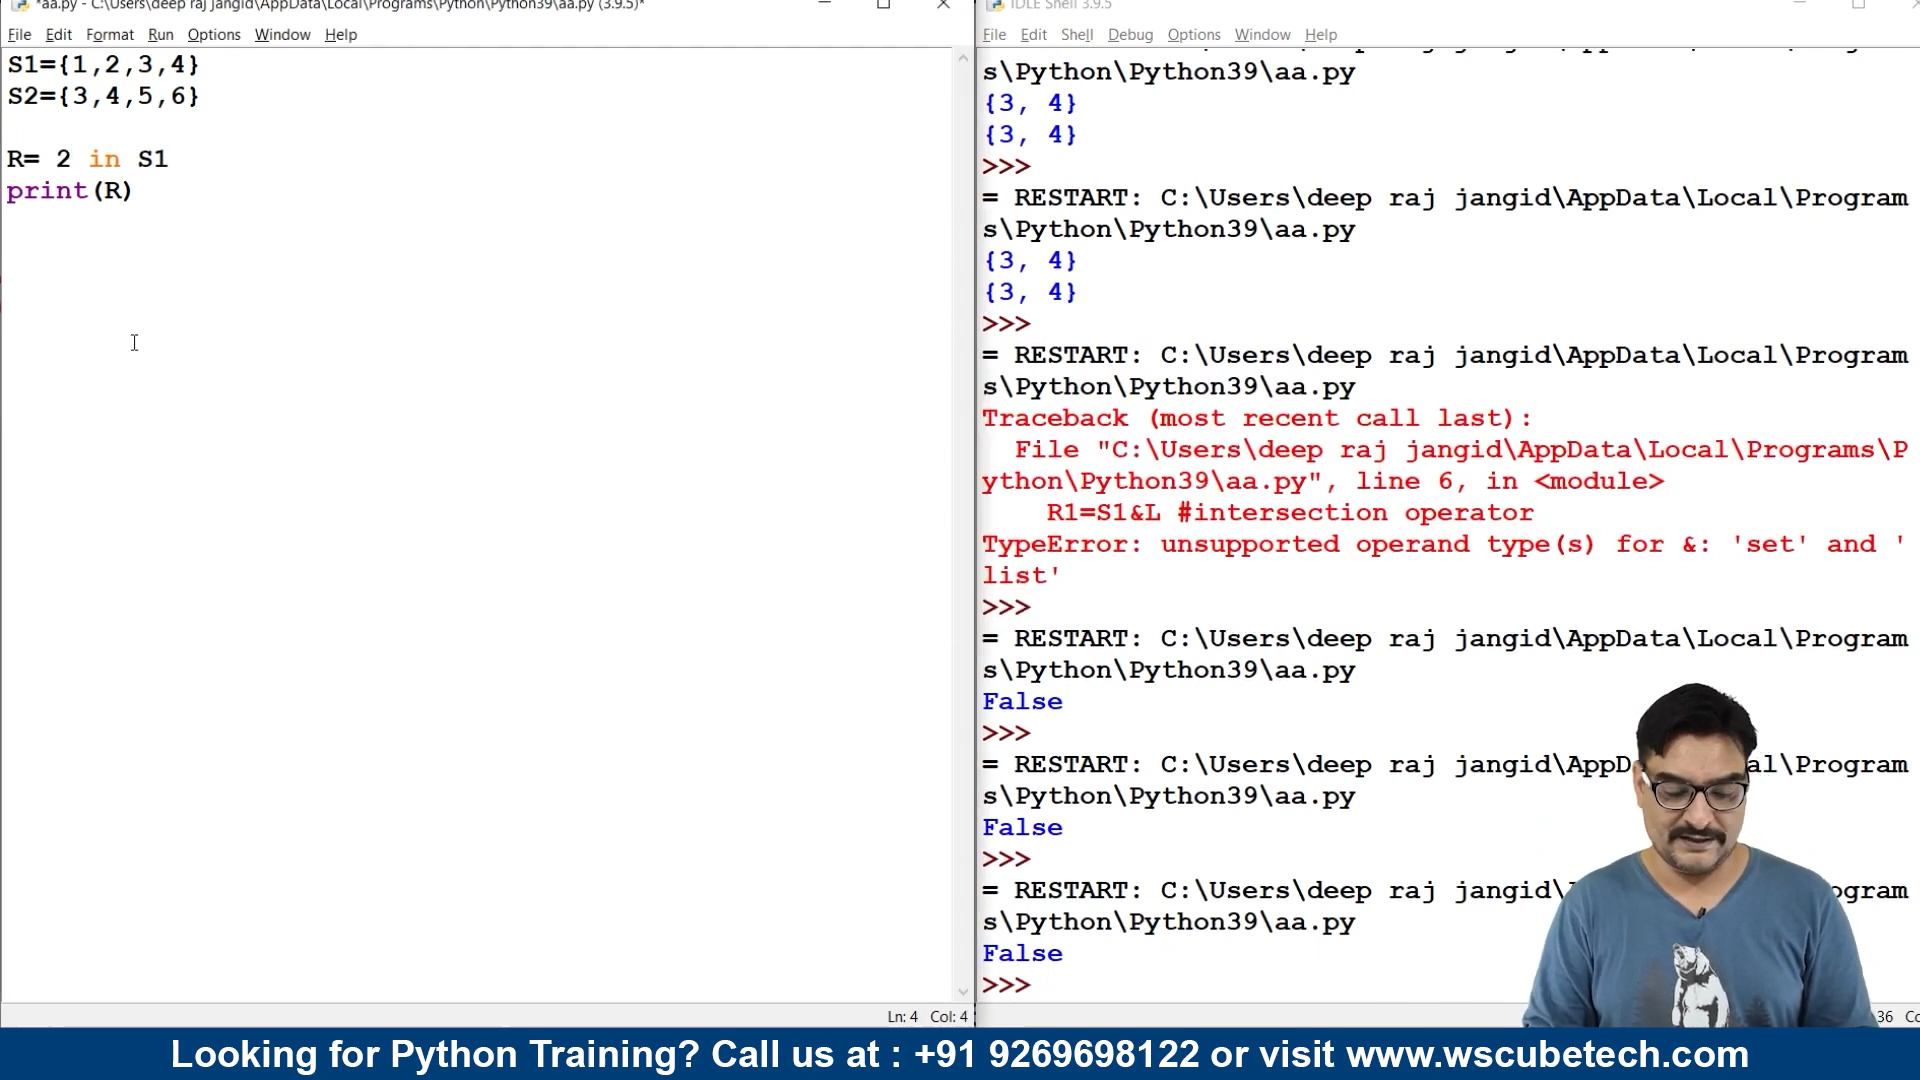 *aa.py - C:\Users\deep raj jangid\AppData\Local\Programs\Python\Python39\aa.py (3.9.5)*
File Edit Format Run Options Window Help
S1={1,2,3,4}
S2={3,4,5,6}
R= 2 in S1
print(R)
Ln: 4 Col: 4
IDLE Shell 3.9.5
File Edit Shell Debug Options Window Help
s\Python\Python39\aa.py
{3, 4}
{3, 4}
>>>
= RESTART: C:\Users\deep raj jangid\AppData\Local\Program
s\Python\Python39\aa.py
{3, 4}
{3, 4}
>>>
= RESTART: C:\Users\deep raj jangid\AppData\Local\Program
s\Python\Python39\aa.py
Traceback (most recent call last):
File "C:\Users\deep raj jangid\AppData\Local\Programs\P
ython\Python39\aa.py", line 6, in <module>
R1=S1&L #intersection operator
TypeError: unsupported operand type(s) for &: 'set' and '
list'
>>>
= RESTART: C:\Users\deep raj jangid\AppData\Local\Program
s\Python\Python39\aa.py
False
>>>
= RESTART: C:\Users\deep raj jangid\AppD al\Program
s\Python\Python39\aa.py
False
>>>
= RESTART: C:\Users\deep raj jangid\ ogram
s\Python\Python39\aa.py
False
>>>
36 Co
Looking for Python Training? Call us at : +91 9269698122 or visit www.wscubetech.com